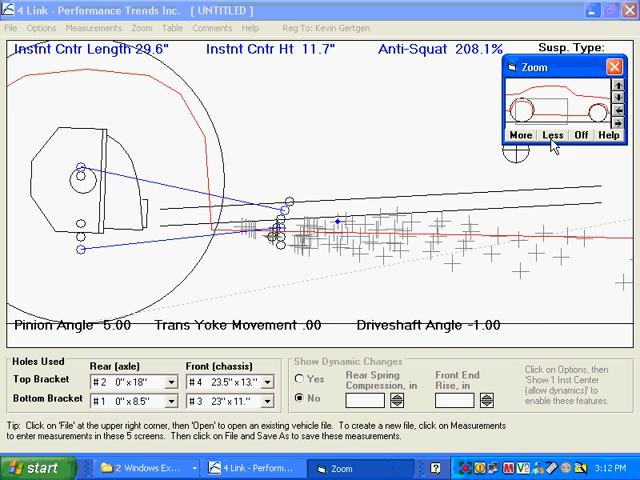 4 Link - Performance Trends Inc. [ UNTITLED ]
File Options Measurements Zoom Table Comments Help Reg To: Kevin Gertgen
Instnt Cntr Length 29.6" Instnt Cntr Ht 11.7" Anti-Squat 208.1% Susp. Type:
Zoom
More Less Off Help
Pinion Angle 5.00 Trans Yoke Movement .00 Driveshaft Angle -1.00
Holes Used
Rear (axle) Front (chassis)
Top Bracket # 2 0" x 18" # 4 23.5" x 13."
Bottom Bracket # 1 0" x 8.5" # 3 23" x 11."
Show Dynamic Changes
Yes
No
Rear Spring
Compression, in
Front End
Rise, in
Click on Options, then
'Show 1 Inst Center
(allow dynamics)' to
enable these features.
Tip: Click on 'File' at the upper right corner, then 'Open' to open an existing vehicle file. To create a new file, click on Measurements
to enter measurements in these 5 screens. Then click on File and Save As to save these measurements.
start 2 Windows Ex... 4 Link - Perform... Zoom ? 3:12 PM